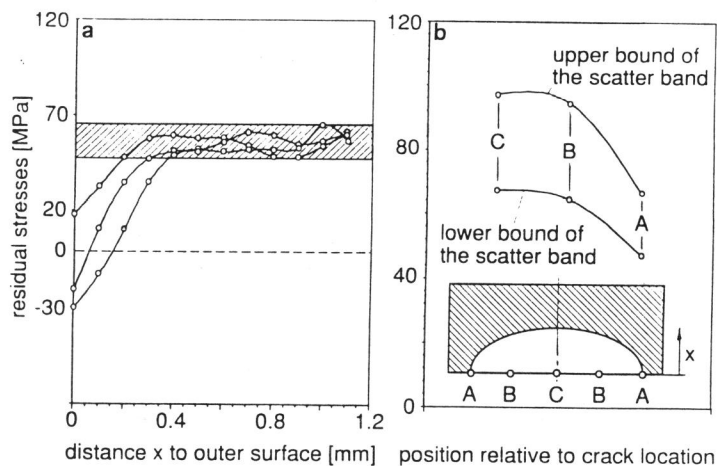 a
120
70
20
0
-30
residual stresses [MPa]
0
0.4
0.8
1.2
distance x to outer surface [mm]
b
120
80
40
0
upper bound of
the scatter band
C
B
A
lower bound of
the scatter band
x
A B C B A
position relative to crack location